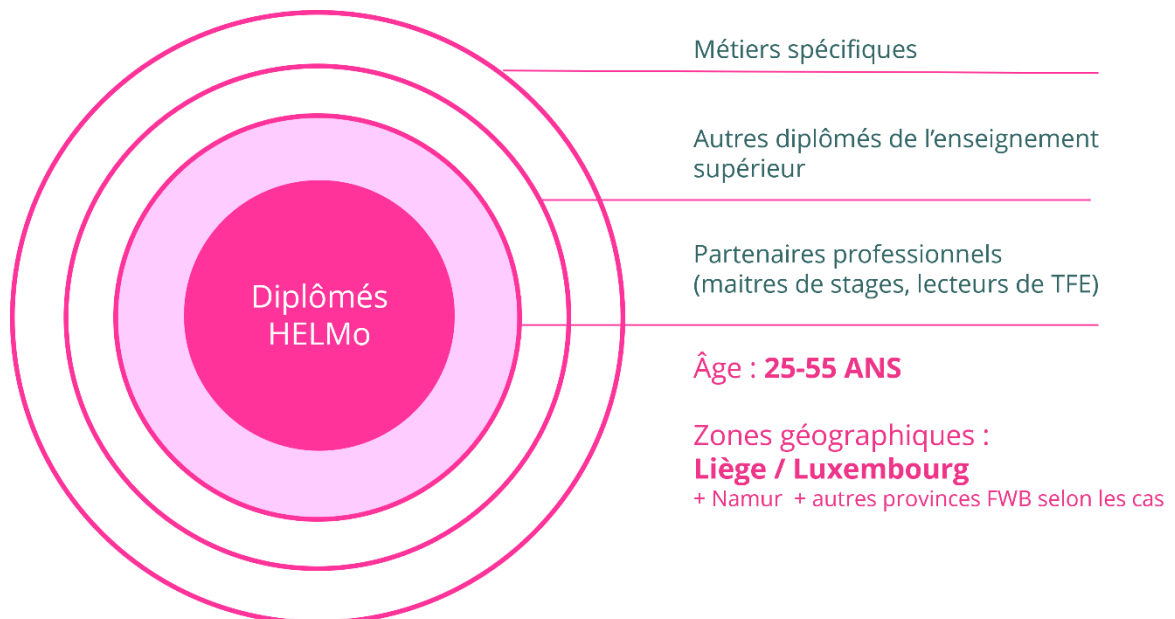 Métiers spécifiques
Autres diplômés de l'enseignement
supérieur
Partenaires professionnels
(maitres de stages, lecteurs de TFE)
Diplômés
HELMo
Âge : 25-55 ANS
Zones géographiques :
Liège / Luxembourg
+ Namur + autres provinces FWB selon les cas